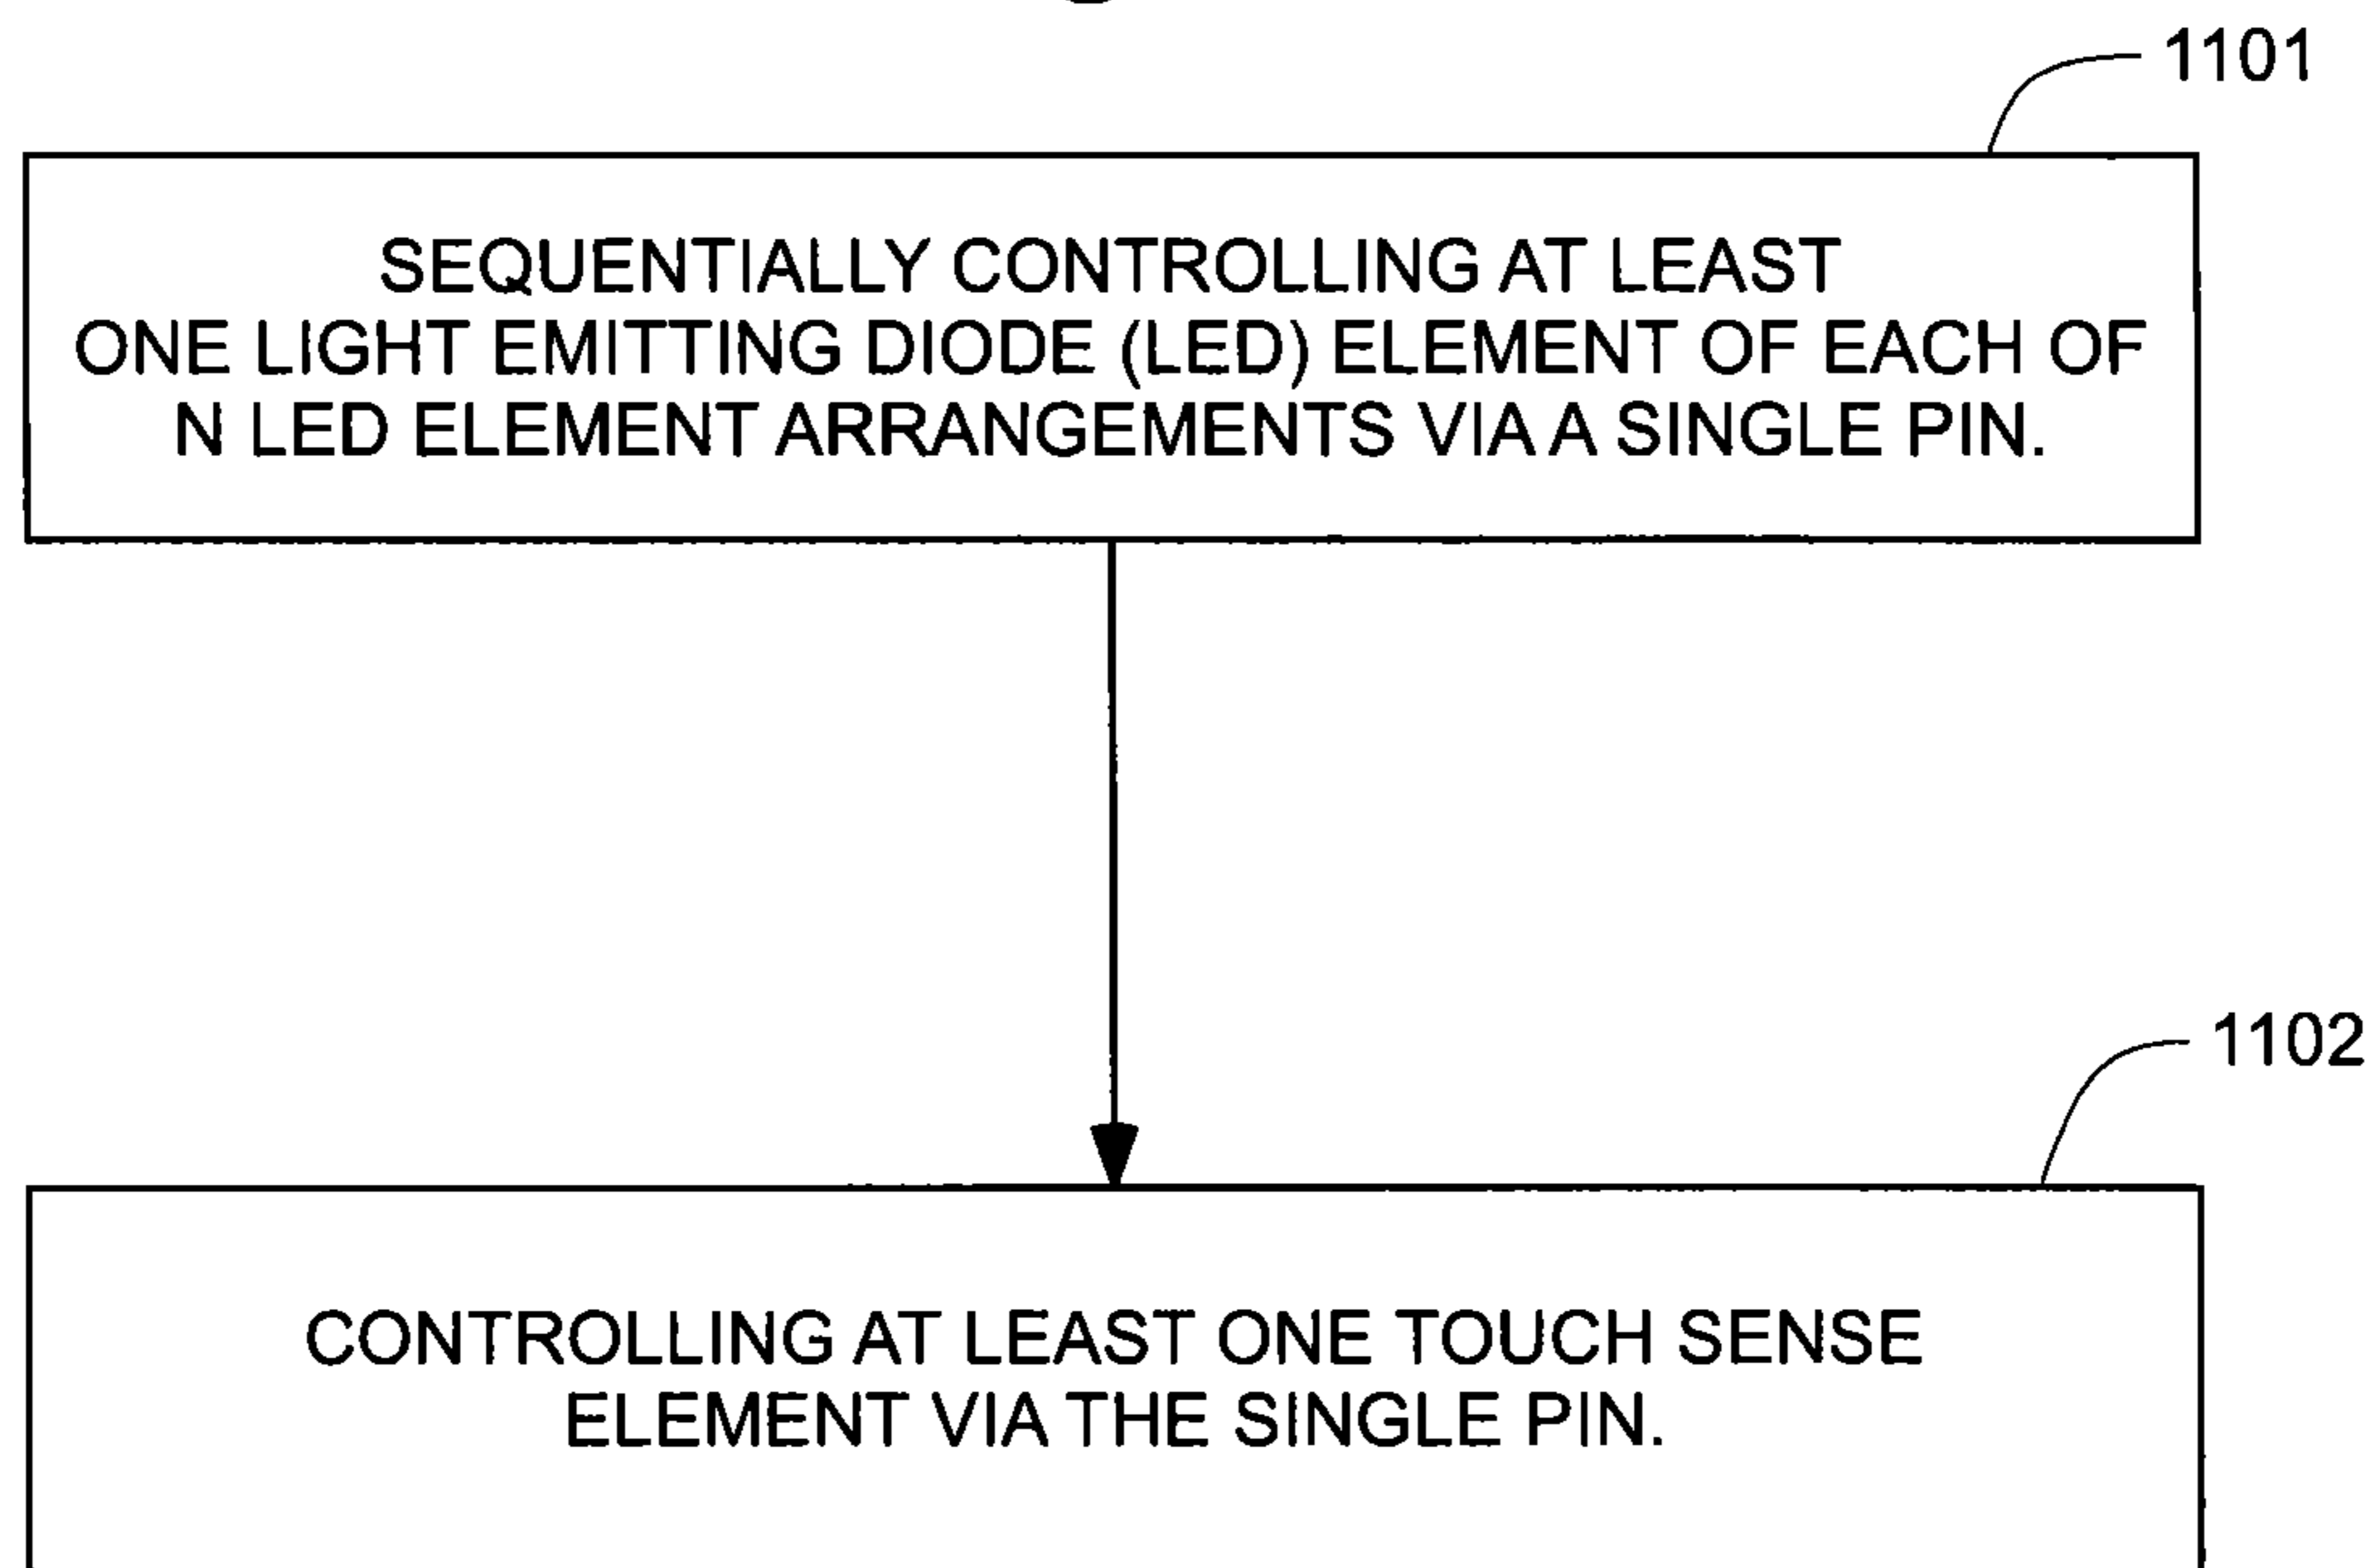 1101
SEQUENTIALLY CONTROLLING AT LEAST
ONE LIGHT EMITTING DIODE (LED) ELEMENT OF EACH OF
N LED ELEMENT ARRANGEMENTS VIA A SINGLE PIN.
1102
CONTROLLING AT LEAST ONE TOUCH SENSE
ELEMENT VIA THE SINGLE PIN.